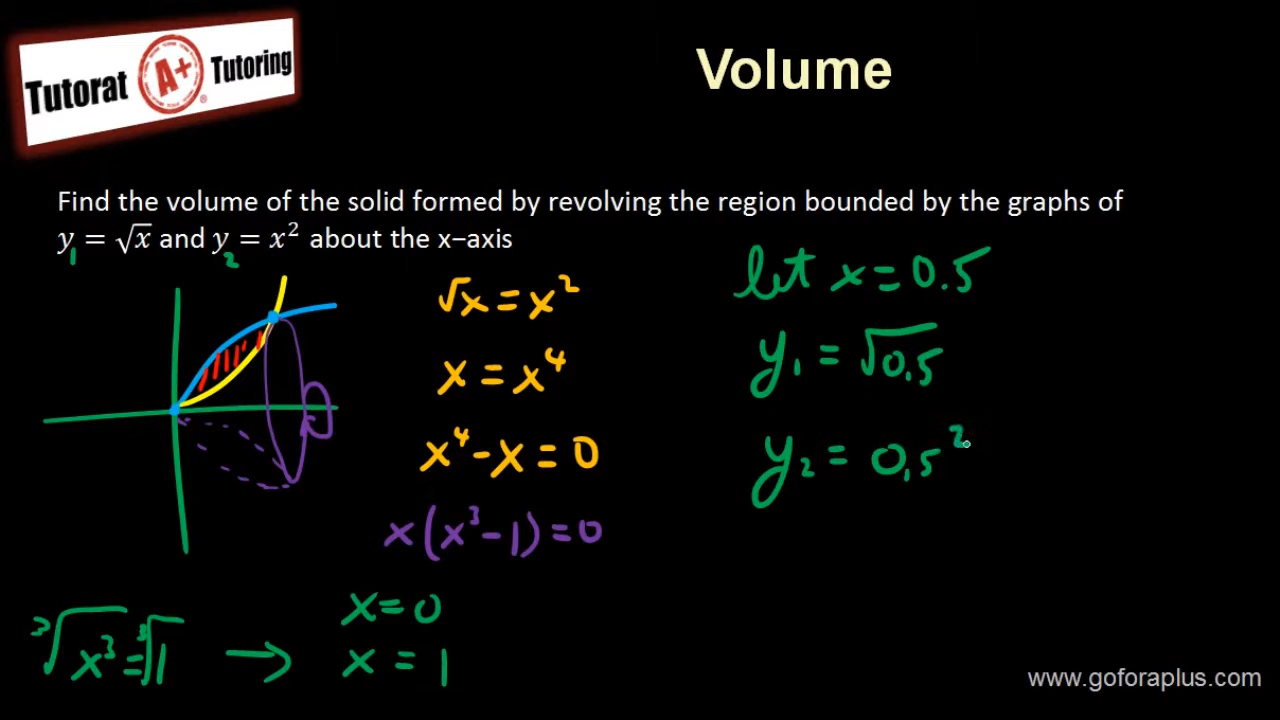 Tutorat A+ Tutoring
Volume
Find the volume of the solid formed by revolving the region bounded by the graphs of
y = √x and y = x² about the x−axis
1 2
√x = x²
x = x⁴
x⁴ - x = 0
x(x³ - 1) = 0
x = 0
∛x³ = ∛1 → x = 1
let x = 0.5
y₁ = √0,5
y₂ = 0,5²
www.goforaplus.com